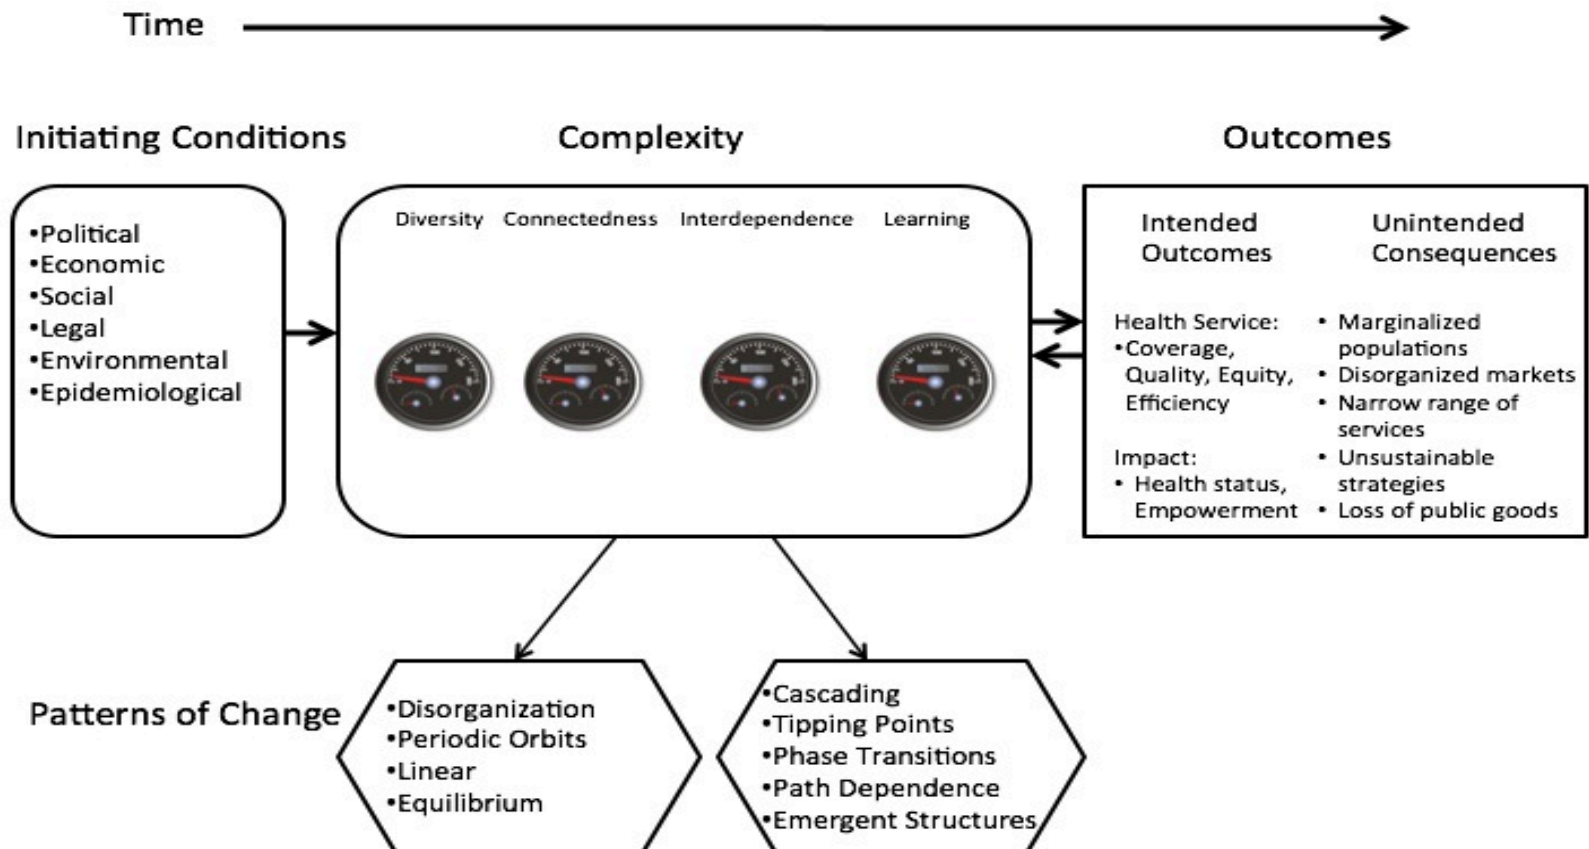 Time
Initiating Conditions
•Political
•Economic
•Social
•Legal
•Environmental
•Epidemiological
Complexity
Diversity
Connectedness
Interdependence
Learning
Outcomes
Intended
Outcomes
Health Service:
•Coverage,
Quality, Equity,
Efficiency
Impact:
• Health status,
Empowerment
Unintended
Consequences
• Marginalized
populations
• Disorganized markets
• Narrow range of
services
• Unsustainable
strategies
• Loss of public goods
Patterns of Change
•Disorganization
•Periodic Orbits
•Linear
•Equilibrium
•Cascading
•Tipping Points
•Phase Transitions
•Path Dependence
•Emergent Structures